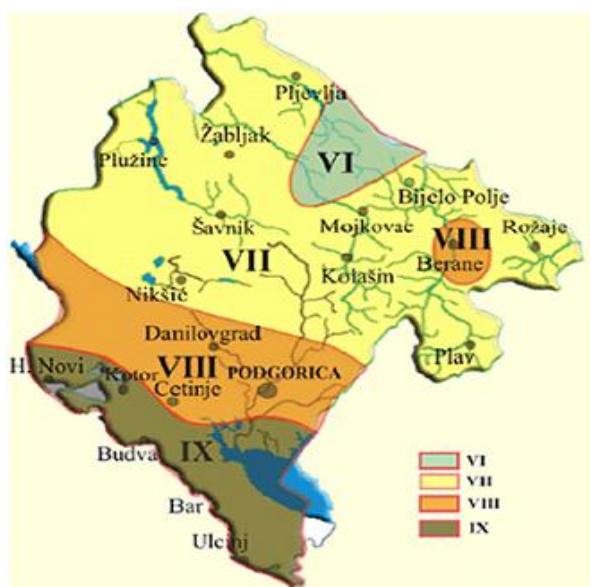 Pljevlja
Žabljak
VI
Plužine
Bijelo Polje
Šavnik
Mojkovac
VIII
Rožaje
VII
Berane
Kolašin
Nikšić
Danilovgrad
Plav
VIII
H. Novi
Kotor
PODGORICA
Cetinje
Budva
IX
VI
VII
Bar
VIII
IX
Ulcinj